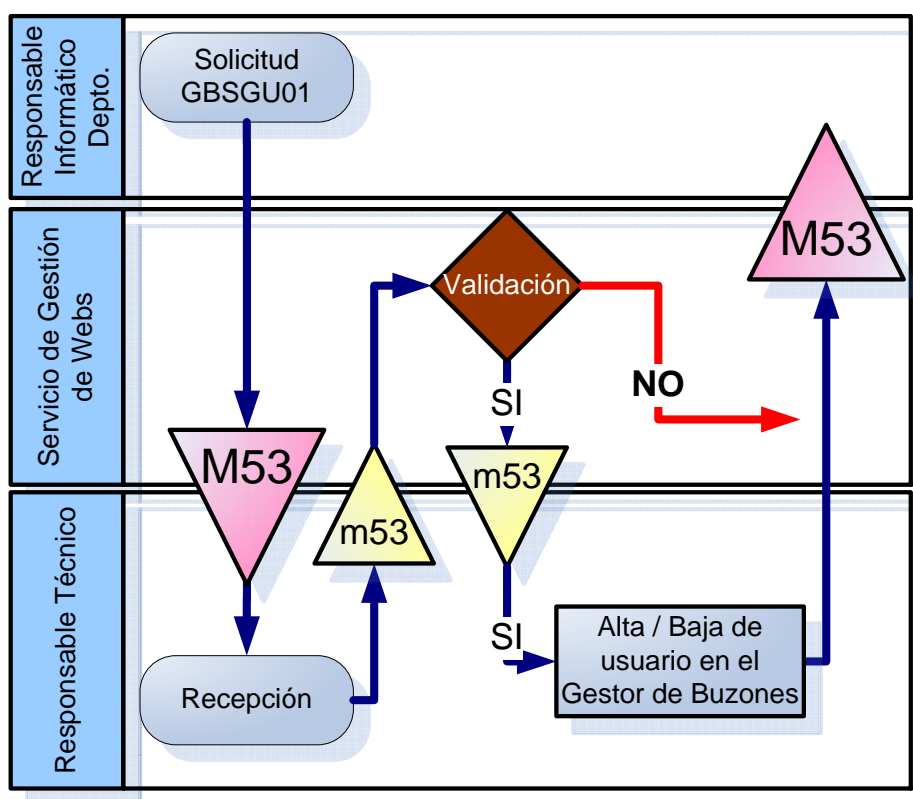 Responsable
Informático
Depto.
Solicitud
GBSGU01
M53
Servicio de Gestión
de Webs
Validación
SI
NO
M53
m53
m53
Responsable Técnico
Recepción
SI
Alta / Baja de
usuario en el
Gestor de Buzones